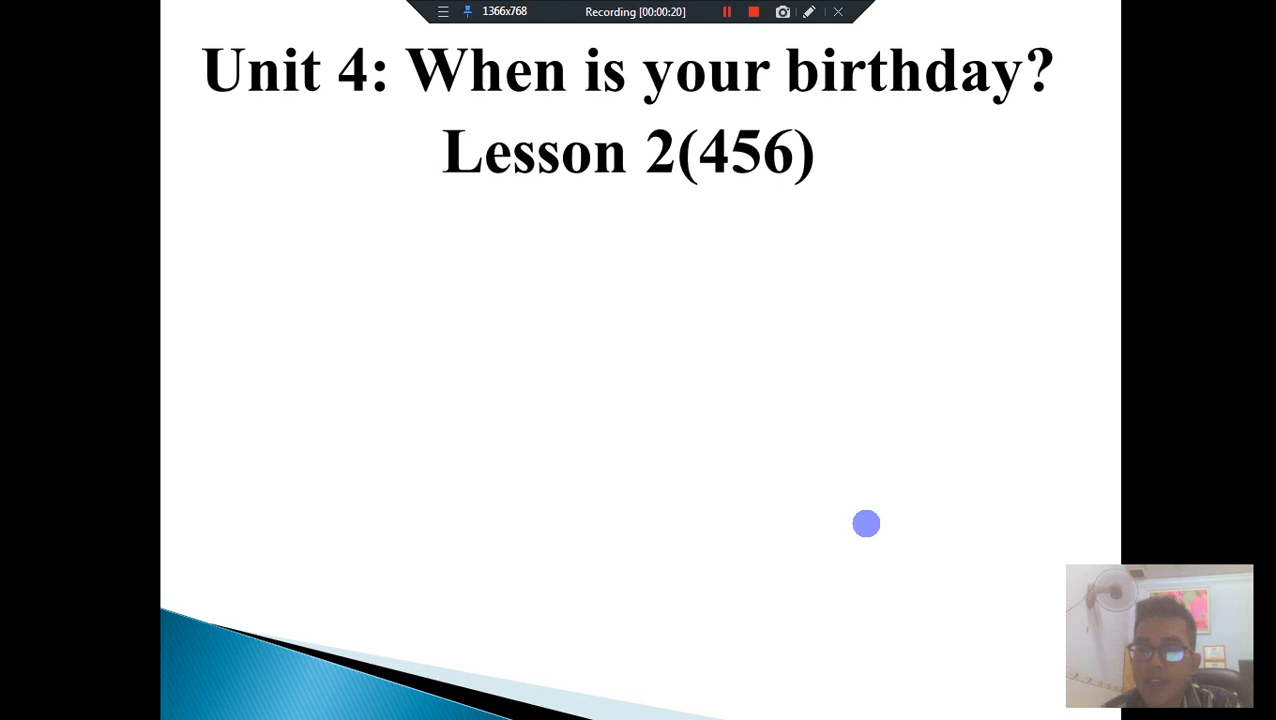 1366x768
Recording [00:00:20]
Unit 4: When is your birthday?
Lesson 2(456)